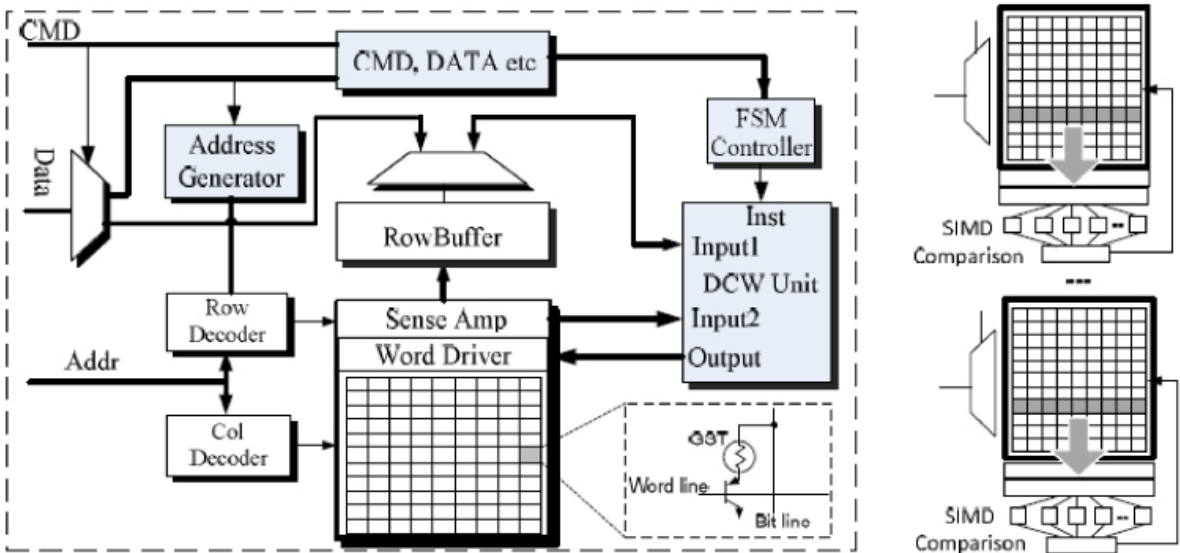 CMD
CMD, DATA etc
Data
Address
Generator
FSM
Controller
RowBuffer
Inst
Input1
DCW Unit
Input2
Output
Row
Decoder
Sense Amp
Word Driver
Addr
Col
Decoder
GST
Word line
Bit line
SIMD
Comparison
---
SIMD
Comparison